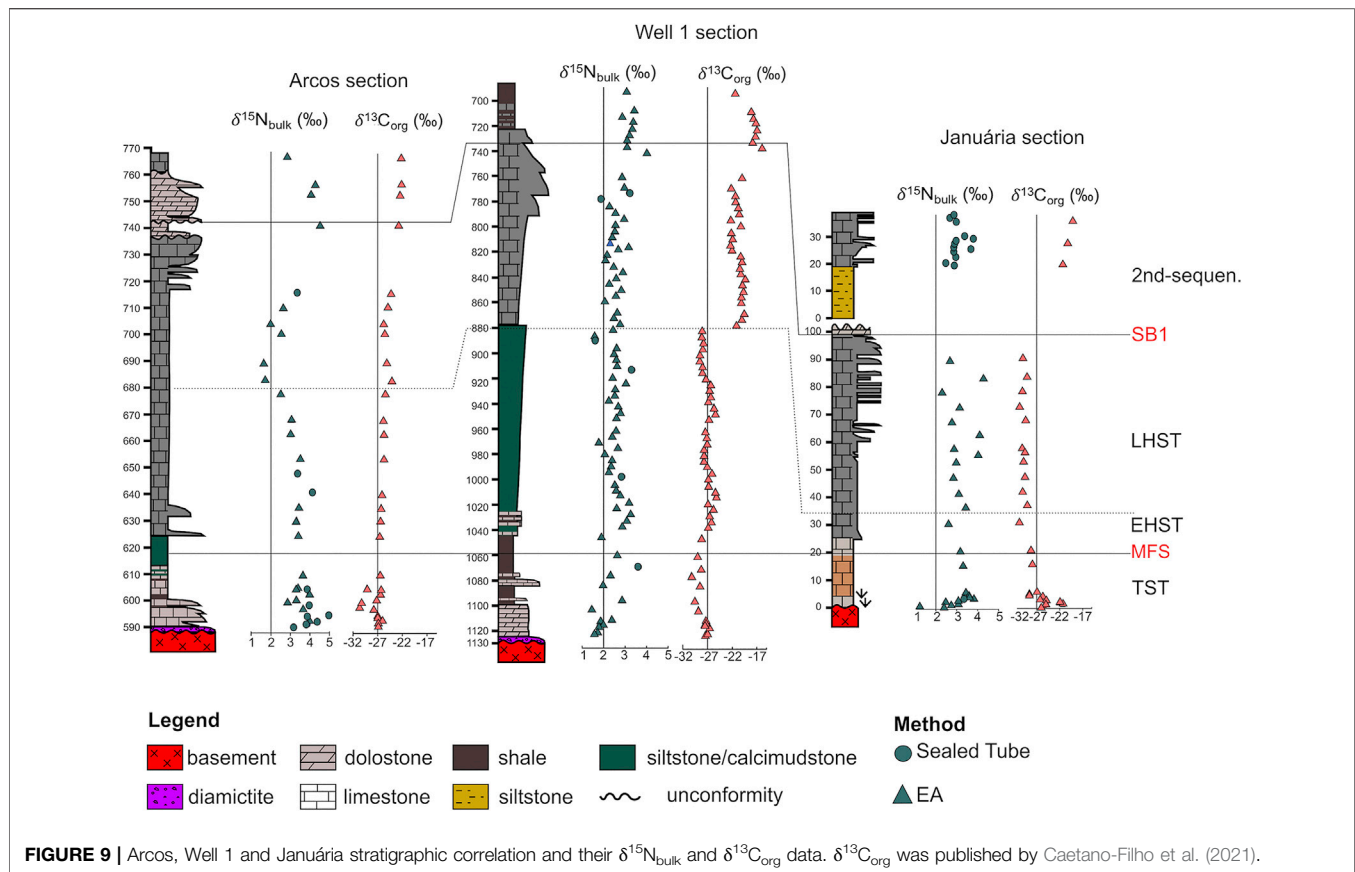 Well 1 section
Arcos section
Januária section
δ15Nbulk (‰) δ13Corg (‰)
δ15Nbulk (‰) δ13Corg (‰)
δ15Nbulk (‰) δ13Corg (‰)
770
760
750
740
730
720
710
700
690
680
670
660
650
640
630
620
610
600
590
1 2 3 4 5 -32 -27 -22 -17
700
720
740
760
780
800
820
840
860
880
900
920
940
960
980
1000
1020
1040
1060
1080
1100
1120
1130
1 2 3 4 5 -32 -27 -22 -17
30
20
10
0
100
90
80
70
60
50
40
30
20
10
0
1 2 3 4 5 -32 -27 -22 -17
2nd-sequen.
SB1
LHST
EHST
MFS
TST
Legend
basement dolostone shale siltstone/calcimudstone
diamictite limestone siltstone unconformity
Method
Sealed Tube
EA
FIGURE 9 | Arcos, Well 1 and Januária stratigraphic correlation and their δ15Nbulk and δ13Corg data. δ13Corg was published by Caetano-Filho et al. (2021).